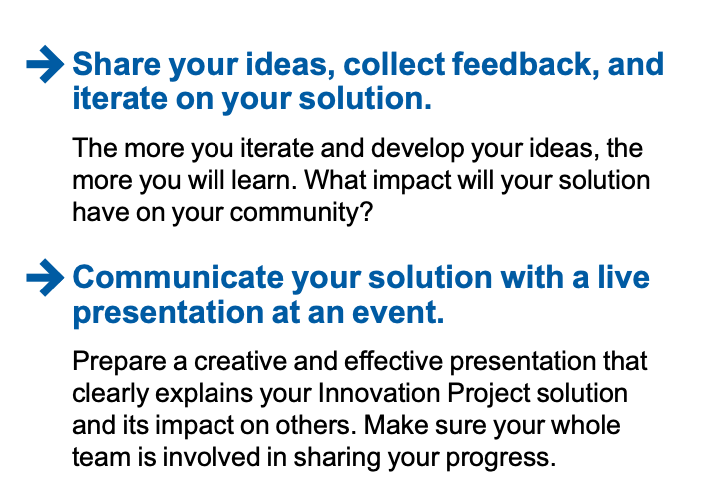 Share your ideas, collect feedback, and
iterate on your solution.
The more you iterate and develop your ideas, the
more you will learn. What impact will your solution
have on your community?
Communicate your solution with a live
presentation at an event.
Prepare a creative and effective presentation that
clearly explains your Innovation Project solution
and its impact on others. Make sure your whole
team is involved in sharing your progress.